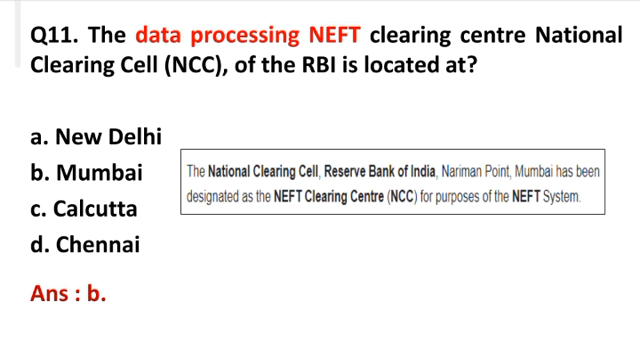 Q11. The data processing NEFT clearing centre National
Clearing Cell (NCC), of the RBI is located at?
a. New Delhi
b. Mumbai
The National Clearing Cell, Reserve Bank of India, Nariman Point, Mumbai has been
designated as the NEFT Clearing Centre (NCC) for purposes of the NEFT System.
c. Calcutta
d. Chennai
Ans : b.